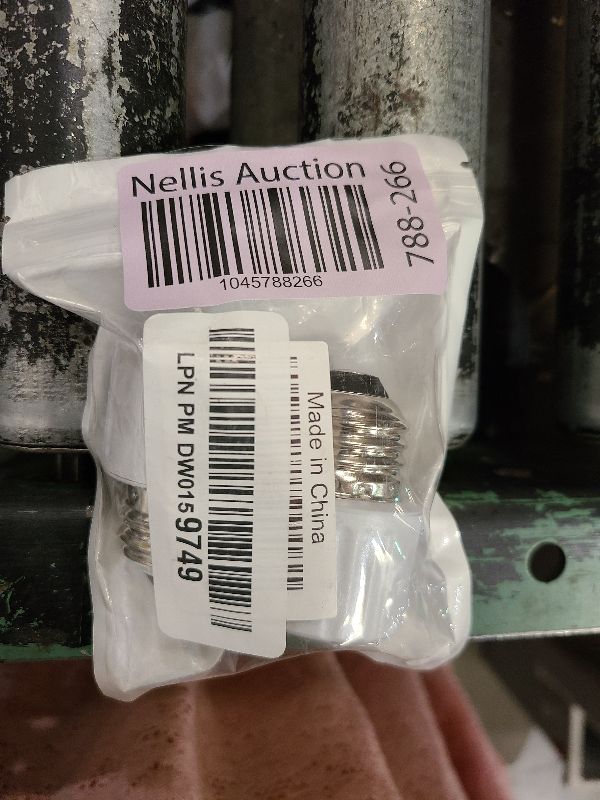 Nellis Auction
788-266
1045788266
LPN PM DW0159749
Made in China